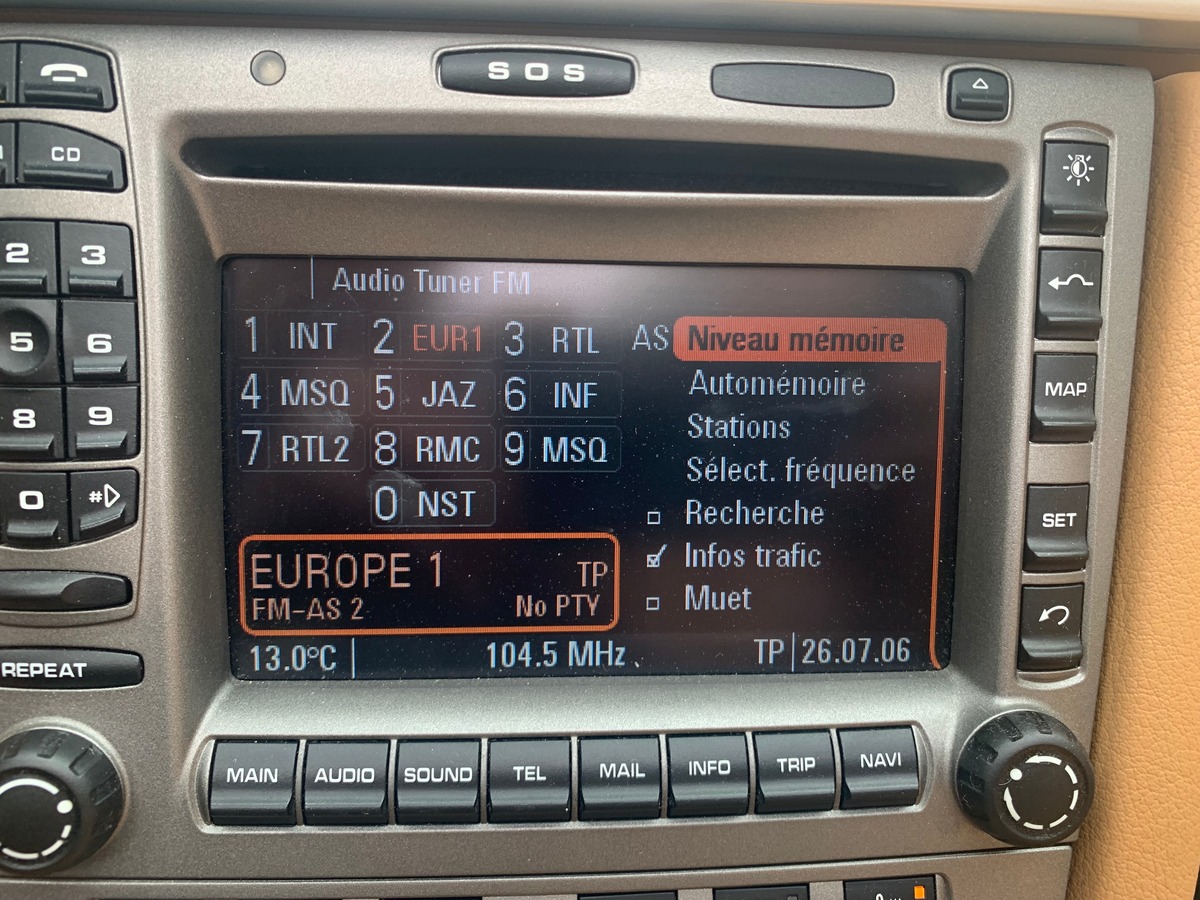 SOS
CD
2 3
5 6
8 9
0 #
REPEAT
Audio Tuner FM
1 INT 2 EUR1 3 RTL
4 MSQ 5 JAZ 6 INF
7 RTL2 8 RMC 9 MSQ
0 NST
EUROPE 1 TP
FM-AS 2 No PTY
AS Niveau mémoire
Automémoire
Stations
Sélect. fréquence
Recherche
Infos trafic
Muet
13.0°C 104.5 MHz TP 26.07.06
MAP
SET
MAIN AUDIO SOUND TEL MAIL INFO TRIP NAVI